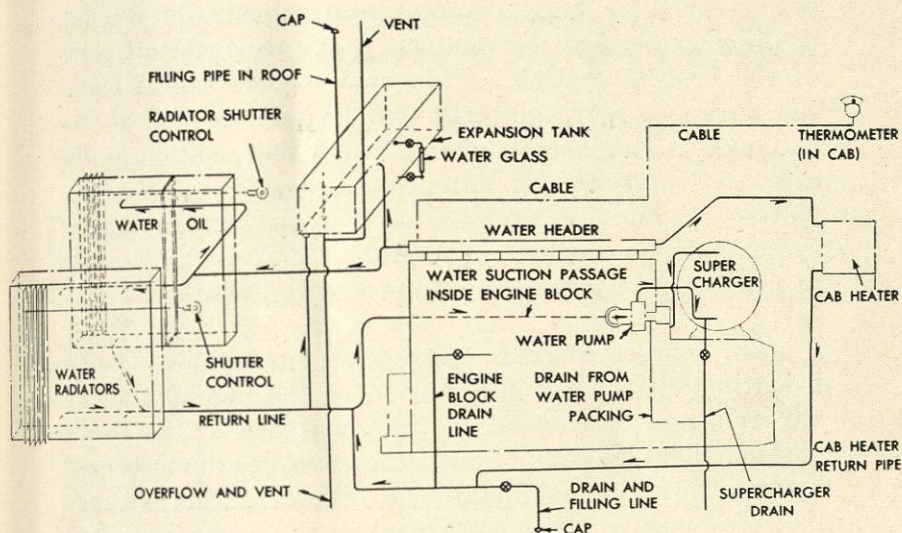 CAP
VENT
FILLING PIPE IN ROOF
RADIATOR SHUTTER
CONTROL
EXPANSION TANK
WATER GLASS
CABLE
THERMOMETER
(IN CAB)
CABLE
WATER
OIL
WATER HEADER
WATER SUCTION PASSAGE
INSIDE ENGINE BLOCK
SUPER
CHARGER
CAB HEATER
WATER PUMP
WATER
RADIATORS
SHUTTER
CONTROL
RETURN LINE
ENGINE
BLOCK
DRAIN
LINE
DRAIN FROM
WATER PUMP
PACKING
CAB HEATER
RETURN PIPE
OVERFLOW AND VENT
DRAIN AND
FILLING LINE
CAP
SUPERCHARGER
DRAIN